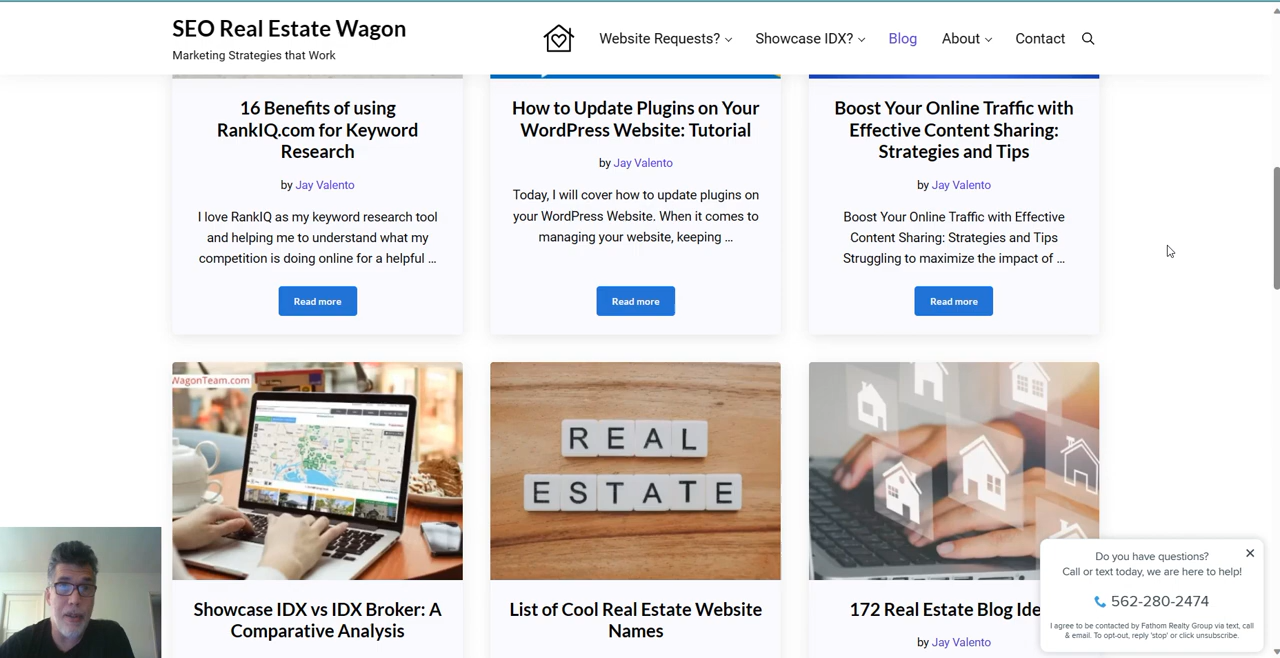 SEO Real Estate Wagon
Marketing Strategies that Work
Website Requests?
Showcase IDX?
Blog
About
Contact
16 Benefits of using
RankIQ.com for Keyword
Research
by Jay Valento
I love RankIQ as my keyword research tool
and helping me to understand what my
competition is doing online for a helpful ...
Read more
How to Update Plugins on Your
WordPress Website: Tutorial
by Jay Valento
Today, I will cover how to update plugins on
your WordPress Website. When it comes to
managing your website, keeping ...
Read more
Boost Your Online Traffic with
Effective Content Sharing:
Strategies and Tips
by Jay Valento
Boost Your Online Traffic with Effective
Content Sharing: Strategies and Tips
Struggling to maximize the impact of ...
Read more
WagonTeam.com
Showcase IDX vs IDX Broker: A
Comparative Analysis
REAL
ESTATE
List of Cool Real Estate Website
Names
172 Real Estate Blog Ide
by Jay Valento
Do you have questions?
Call or text today, we are here to help!
562-280-2474
I agree to be contacted by Fathom Realty Group via text, call
& email. To opt-out, reply 'stop' or click unsubscribe.